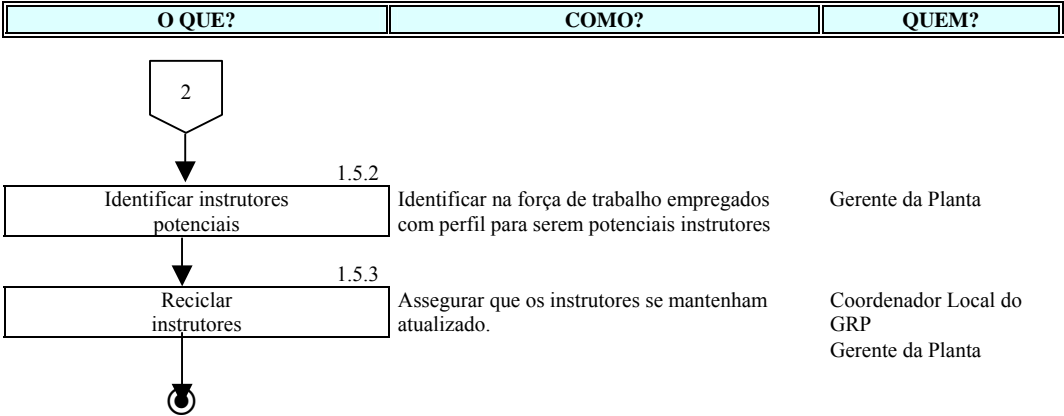 O QUE? COMO? QUEM?
2
1.5.2
Identificar instrutores Identificar na força de trabalho empregados Gerente da Planta
potenciais com perfil para serem potenciais instrutores
1.5.3
Reciclar Assegurar que os instrutores se mantenham Coordenador Local do
instrutores atualizado. GRP
Gerente da Planta